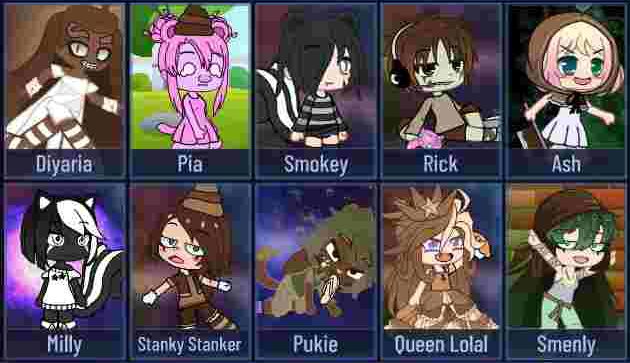 Diyaria
Pia
Smokey
Rick
Ash
Milly
Stanky Stanker
Pukie
Queen Lolal
Smenly